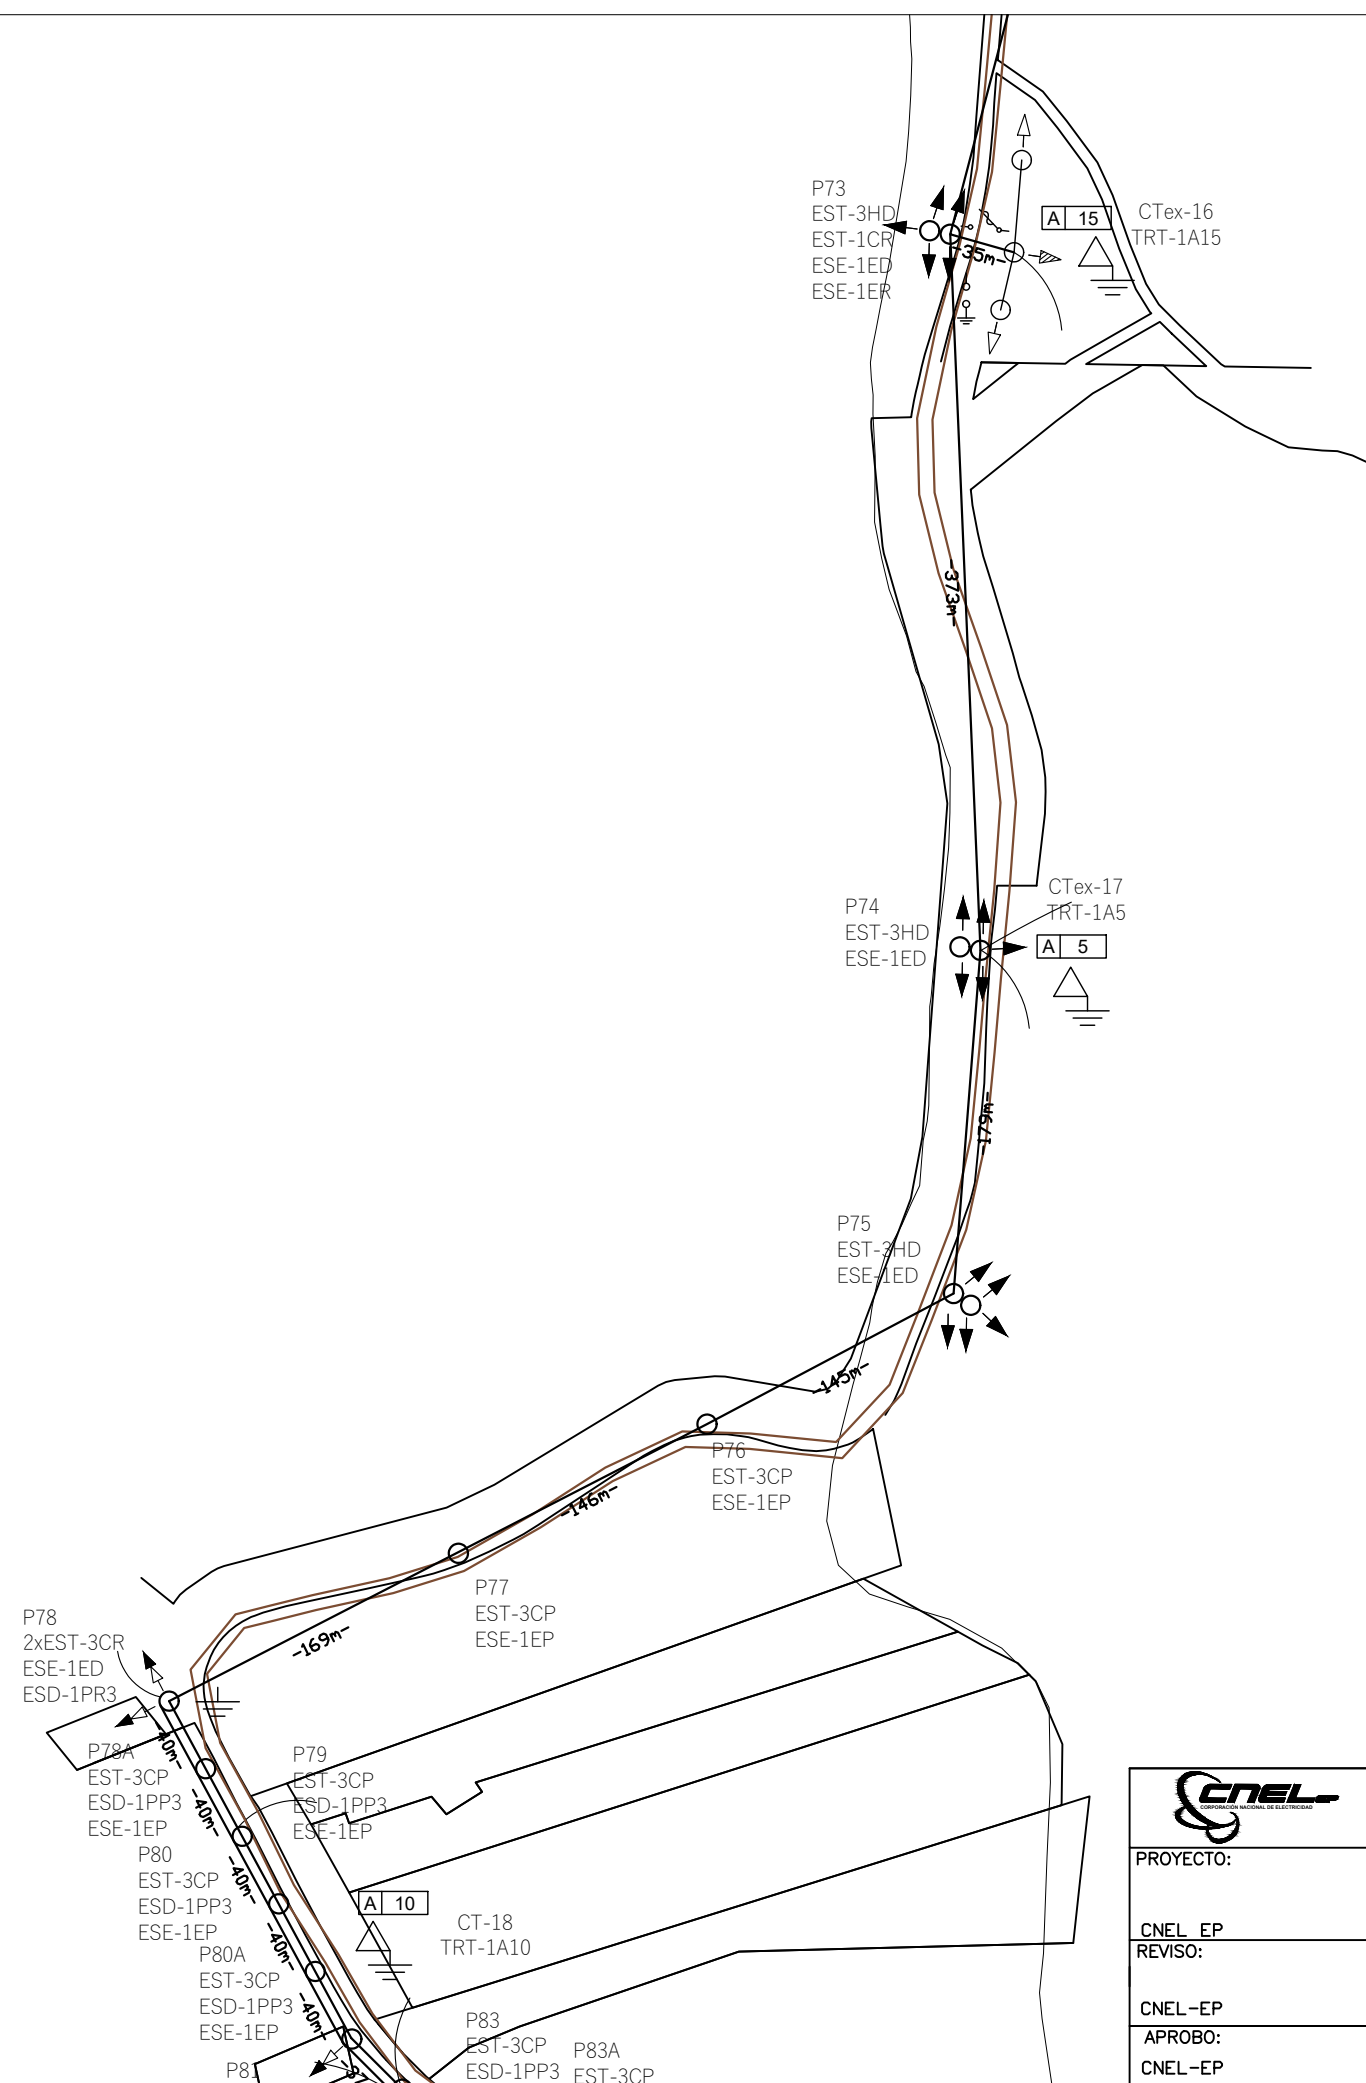 P73
EST-3HD
EST-1CR
ESE-1ED
ESE-1ER
A 15
CTex-16
TRT-1A15
-35m-
-373m-
CTex-17
TRT-1A5
P74
EST-3HD
ESE-1ED
A 5
-179m-
P75
EST-3HD
ESE-1ED
-145m-
P76
EST-3CP
ESE-1EP
-146m-
P77
EST-3CP
ESE-1EP
P78
2xEST-3CR
ESE-1ED
ESD-1PR3
-169m-
-40m-
P78A
EST-3CP
ESD-1PP3
ESE-1EP
P79
EST-3CP
ESD-1PP3
ESE-1EP
-40m-
P80
EST-3CP
ESD-1PP3
ESE-1EP
-40m-
A 10
CT-18
TRT-1A10
-40m-
P80A
EST-3CP
ESD-1PP3
ESE-1EP
-40m-
P81
P83
EST-3CP
ESD-1PP3
P83A
EST-3CP
CNEL
CORPORACIÓN NACIONAL DE ELECTRICIDAD
PROYECTO:
CNEL EP
REVISO:
CNEL-EP
APROBO:
CNEL-EP